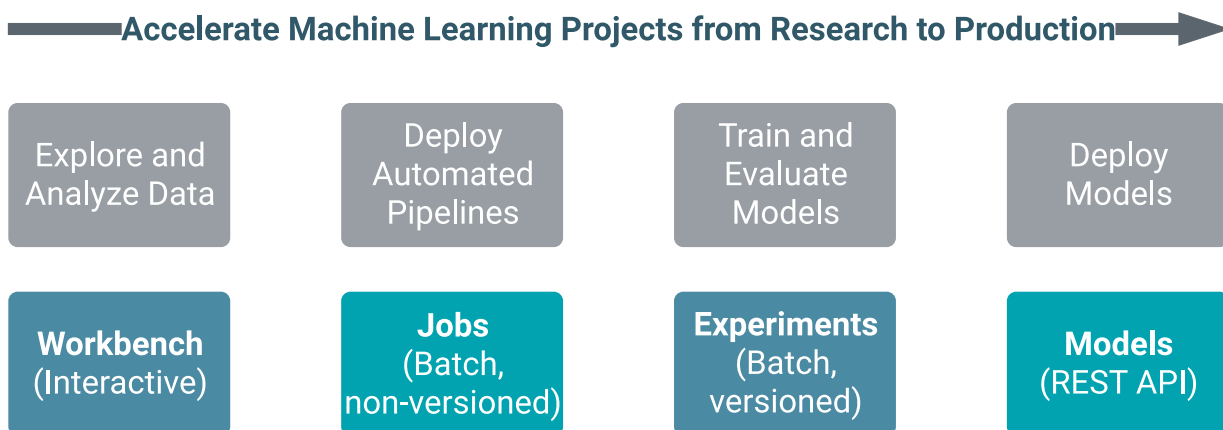 Accelerate Machine Learning Projects from Research to Production
Explore and
Analyze Data
Deploy
Automated
Pipelines
Train and
Evaluate
Models
Deploy
Models
Workbench
(Interactive)
Jobs
(Batch,
non-versioned)
Experiments
(Batch,
versioned)
Models
(REST API)